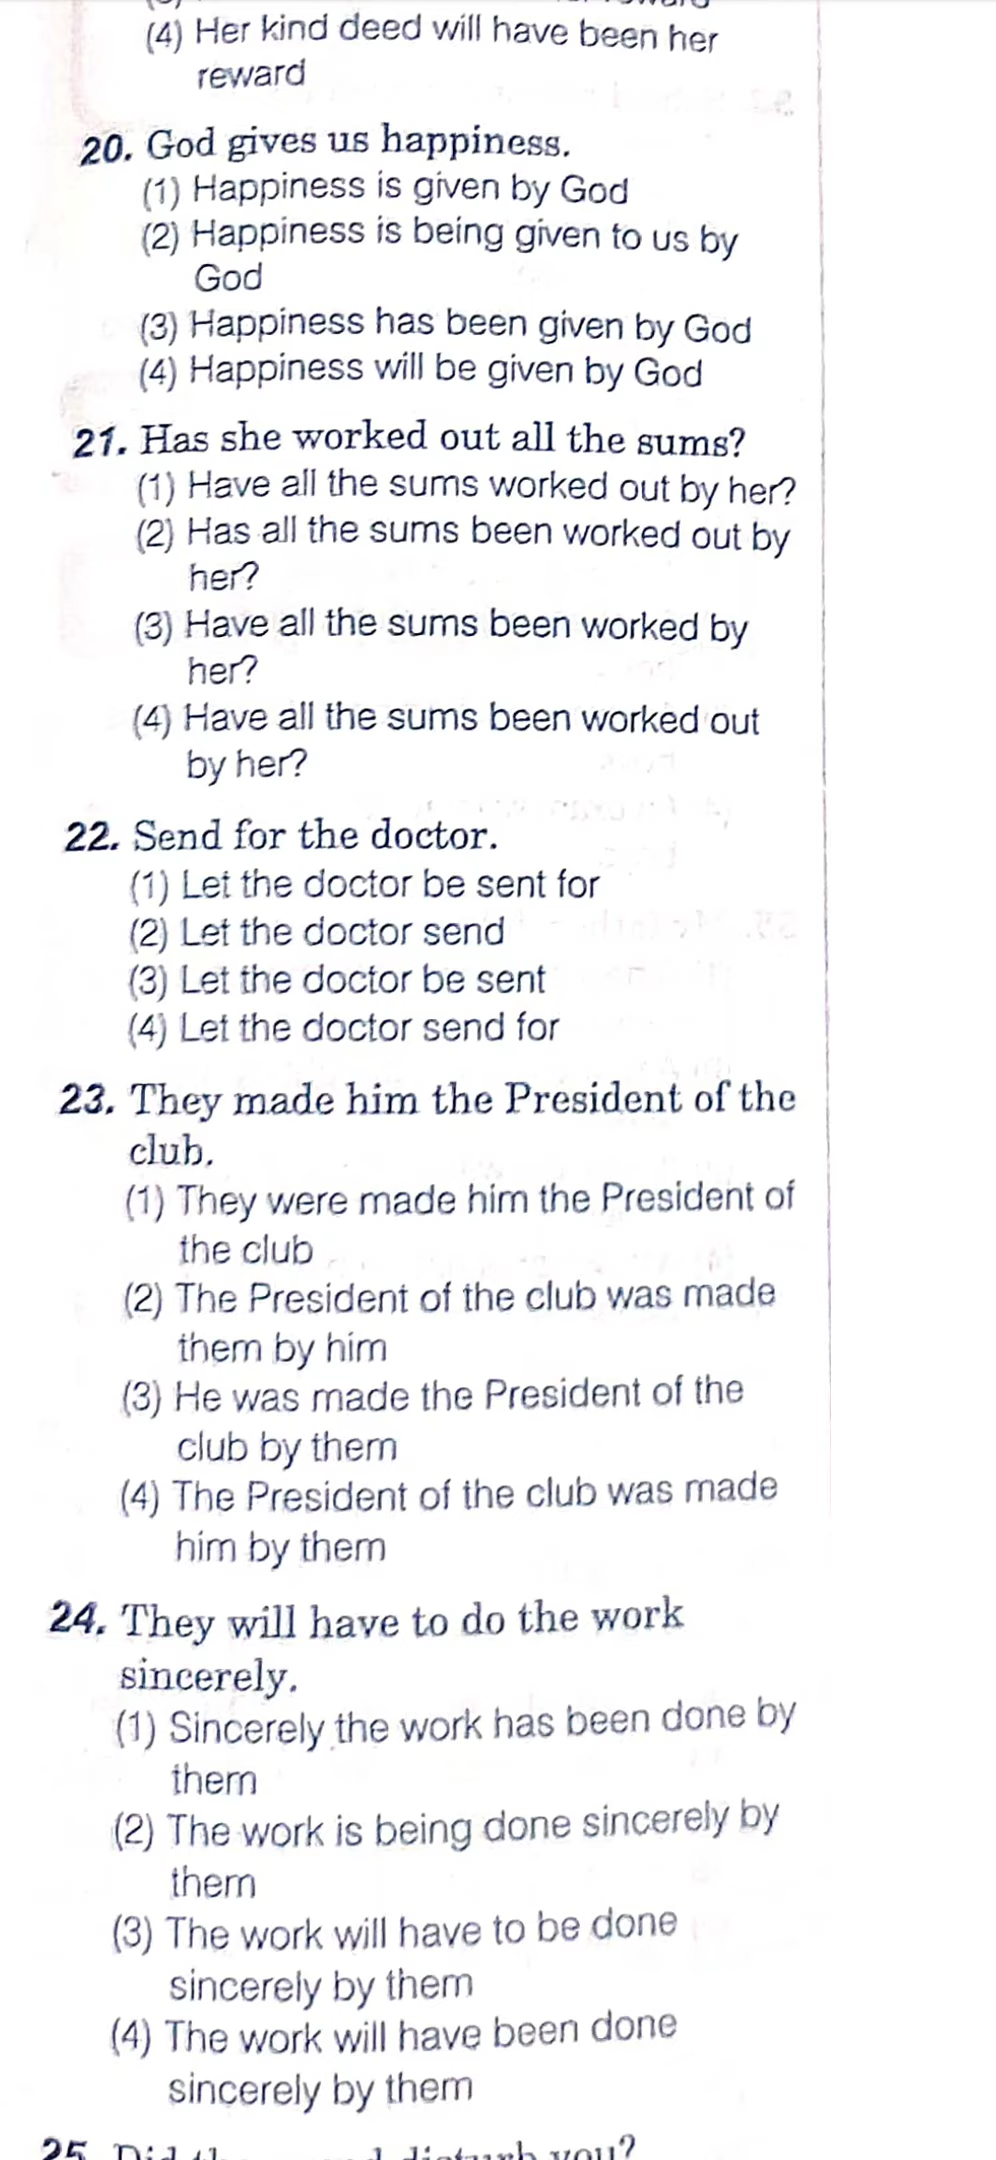 (4) Her kind deed will have been her
reward
20. God gives us happiness.
(1) Happiness is given by God
(2) Happiness is being given to us by
God
(3) Happiness has been given by God
(4) Happiness will be given by God
21. Has she worked out all the sums?
(1) Have all the sums worked out by her?
(2) Has all the sums been worked out by
her?
(3) Have all the sums been worked by
her?
(4) Have all the sums been worked out
by her?
22. Send for the doctor.
(1) Let the doctor be sent for
(2) Let the doctor send
(3) Let the doctor be sent
(4) Let the doctor send for
23. They made him the President of the
club.
(1) They were made him the President of
the club
(2) The President of the club was made
them by him
(3) He was made the President of the
club by them
(4) The President of the club was made
him by them
24. They will have to do the work
sincerely.
(1) Sincerely the work has been done by
them
(2) The work is being done sincerely by
them
(3) The work will have to be done
sincerely by them
(4) The work will have been done
sincerely by them
25. Did you?